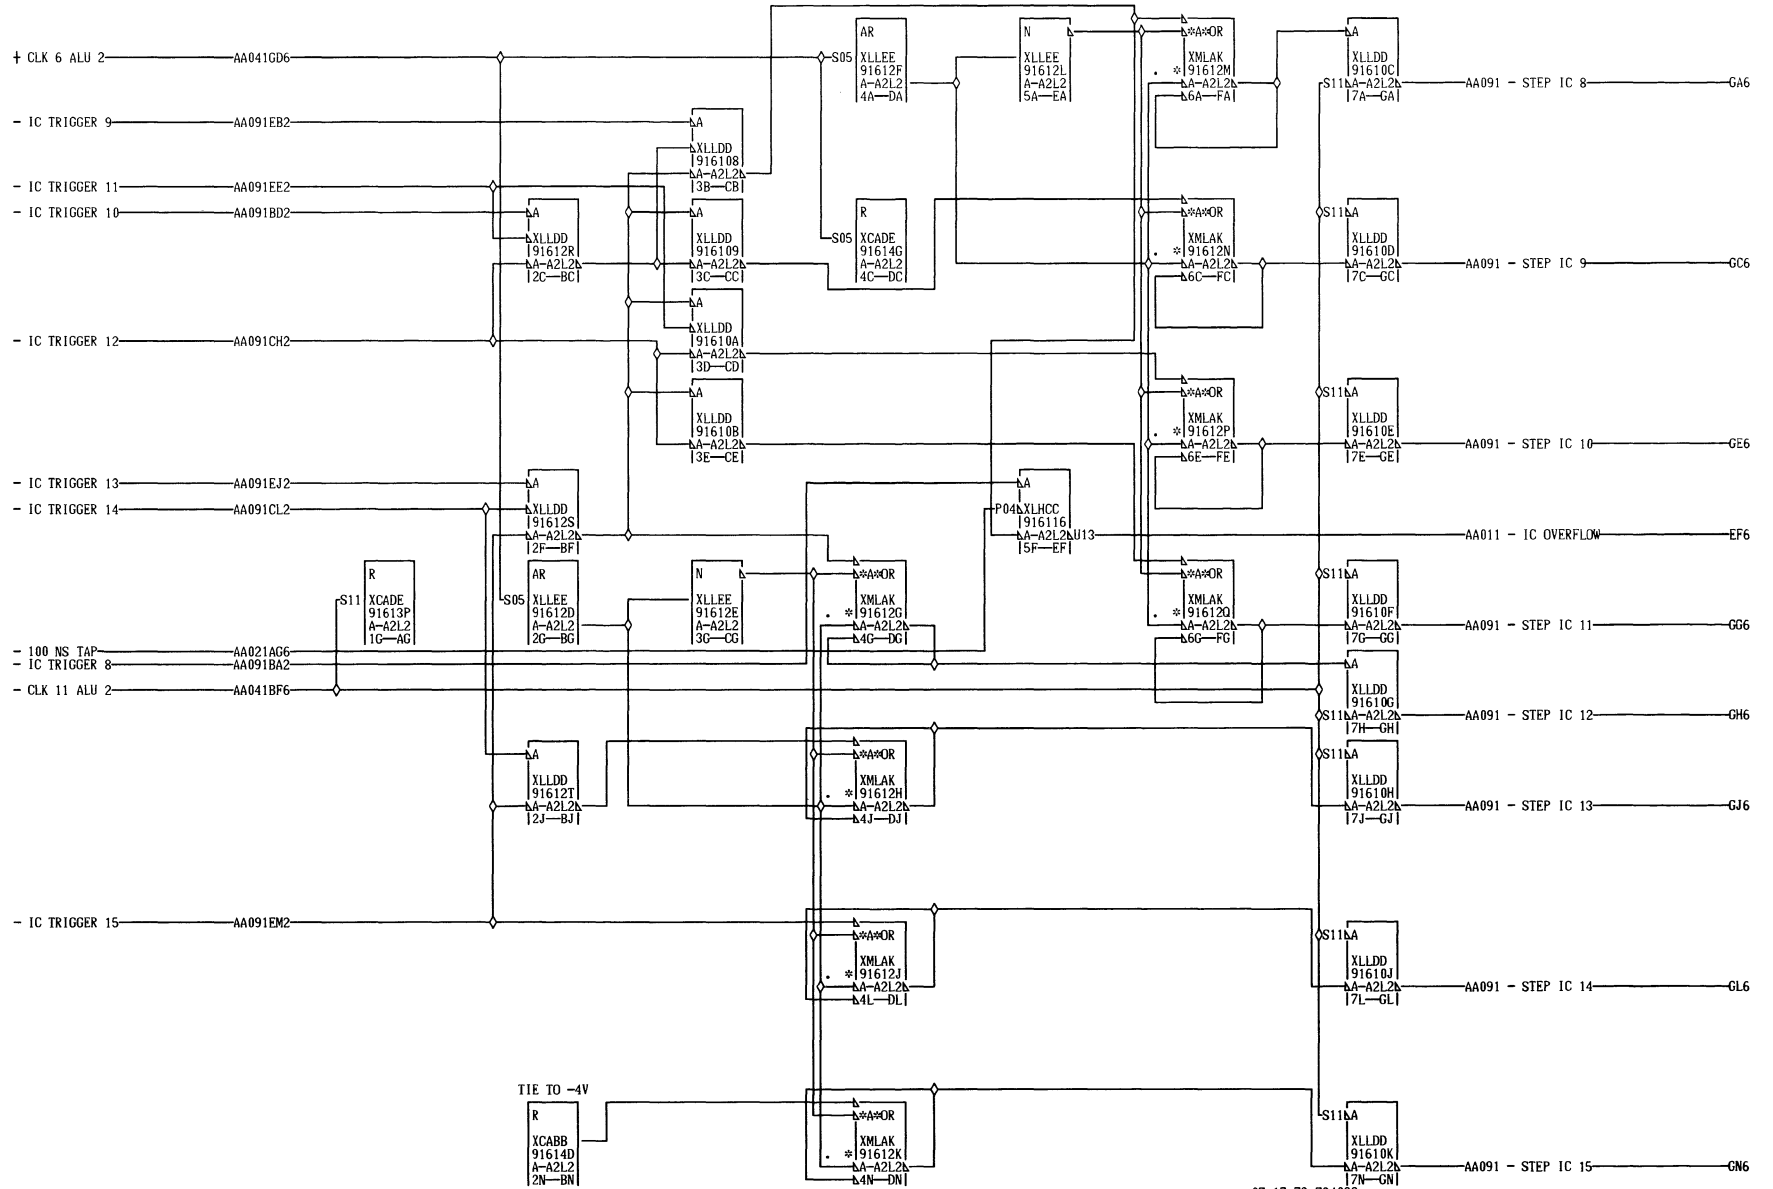 + CLK 6 ALU 2 AA041GD6
- IC TRIGGER 9 AA091EB2
- IC TRIGGER 11 AA091EE2
- IC TRIGGER 10 AA091BD2
- IC TRIGGER 12 AA091CH2
- IC TRIGGER 13 AA091EJ2
- IC TRIGGER 14 AA091CL2
- 100 NS TAP AA021AG6
- IC TRIGGER 8 AA091BA2
- CLK 11 ALU 2 AA041BF6
- IC TRIGGER 15 AA091EM2
S11
R
XCADE
91613P
A-A2L2
1G—AG
A
XLLDD
91612R
A-A2L2
2C—BC
A
XLLDD
91612S
A-A2L2
2F—BF
S05
AR
XLLEE
91612D
A-A2L2
2G—BG
A
XLLDD
91612T
A-A2L2
2J—BJ
TIE TO -4V
R
XCABB
91614D
A-A2L2
2N—BN
A
XLLDD
916108
A-A2L2
3B—CB
A
XLLDD
916109
A-A2L2
3C—CC
A
XLLDD
91610A
A-A2L2
3D—CD
A
XLLDD
91610B
A-A2L2
3E—CE
N
XLLEE
91612E
A-A2L2
3G—CG
S05
AR
XLLEE
91612F
A-A2L2
4A—DA
S05
R
XCADE
91614G
A-A2L2
4C—DC
*A*OR
XMLAK
. * 91612G
A-A2L2
4G—DG
*A*OR
XMLAK
. * 91612H
A-A2L2
4J—DJ
*A*OR
XMLAK
. * 91612J
A-A2L2
4L—DL
*A*OR
XMLAK
. * 91612K
A-A2L2
4N—DN
N
XLLEE
91612L
A-A2L2
5A—EA
A
P04 XLHCC
916116
A-A2L2 U13
5F—EF
*A*OR
XMLAK
. * 91612M
A-A2L2
6A—FA
*A*OR
XMLAK
. * 91612N
A-A2L2
6C—FC
*A*OR
XMLAK
. * 91612P
A-A2L2
6E—FE
*A*OR
XMLAK
. * 91612Q
A-A2L2
6G—FG
A
XLLDD
91610C
S11 A-A2L2
7A—GA
S11 A
XLLDD
91610D
A-A2L2
7C—GC
S11 A
XLLDD
91610E
A-A2L2
7E—GE
S11 A
XLLDD
91610F
A-A2L2
7G—GG
A
XLLDD
91610G
S11 A-A2L2
7H—GH
S11 A
XLLDD
91610H
A-A2L2
7J—GJ
S11 A
XLLDD
91610J
A-A2L2
7L—GL
S11 A
XLLDD
91610K
A-A2L2
7N—GN
AA091 - STEP IC 8 GA6
AA091 - STEP IC 9 GC6
AA091 - STEP IC 10 GE6
AA011 - IC OVERFLOW EF6
AA091 - STEP IC 11 GG6
AA091 - STEP IC 12 GH6
AA091 - STEP IC 13 GJ6
AA091 - STEP IC 14 GL6
AA091 - STEP IC 15 GN6